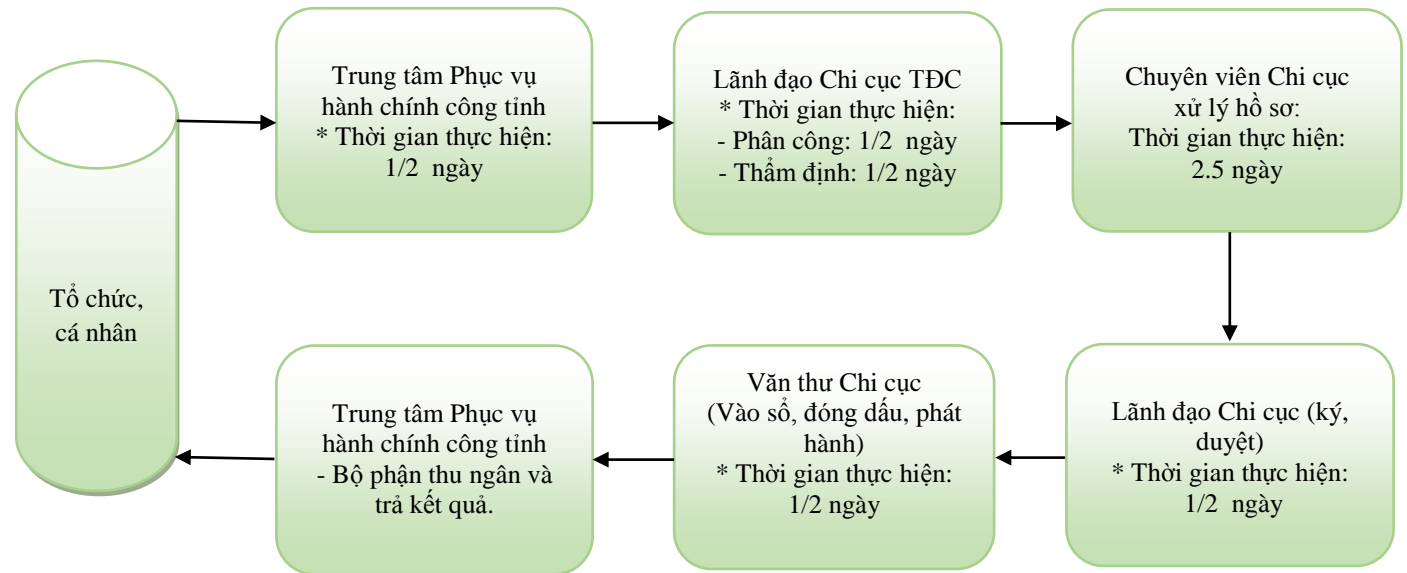 Tổ chức,
cá nhân
Trung tâm Phục vụ
hành chính công tỉnh
* Thời gian thực hiện:
1/2 ngày
Lãnh đạo Chi cục TĐC
* Thời gian thực hiện:
- Phân công: 1/2 ngày
- Thẩm định: 1/2 ngày
Chuyên viên Chi cục
xử lý hồ sơ:
Thời gian thực hiện:
2.5 ngày
Lãnh đạo Chi cục (ký,
duyệt)
* Thời gian thực hiện:
1/2 ngày
Văn thư Chi cục
(Vào sổ, đóng dấu, phát
hành)
* Thời gian thực hiện:
1/2 ngày
Trung tâm Phục vụ
hành chính công tỉnh
- Bộ phận thu ngân và
trả kết quả.